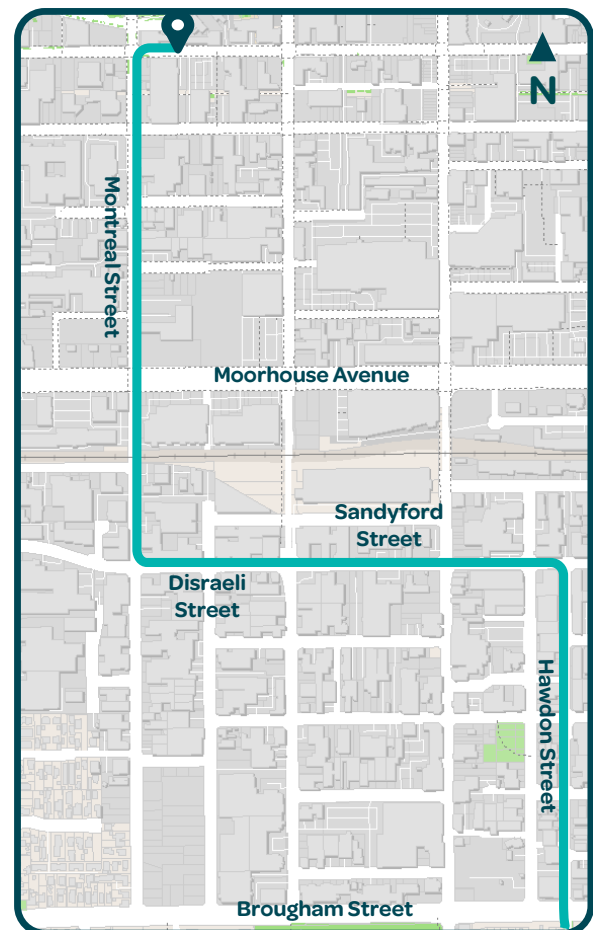 N
Montreal Street
Moorhouse Avenue
Sandyford
Street
Disraeli
Street
Hawdon Street
Brougham Street